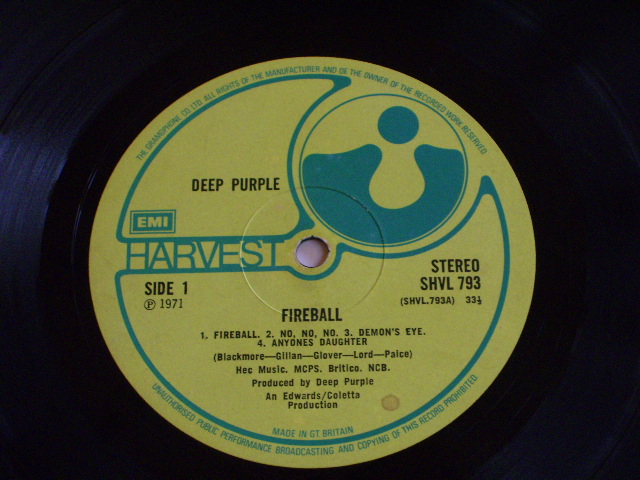 THE GRAMOPHONE CO LTD. ALL RIGHTS OF THE MANUFACTURER AND OF THE OWNER OF THE RECORDED WORK RESERVED
DEEP PURPLE
EMI
HARVEST
SIDE 1
Ⓟ 1971
STEREO
SHVL 793
(SHVL.793A) 33⅓
FIREBALL
1. FIREBALL. 2. NO, NO, NO. 3. DEMON'S EYE.
4. ANYONES DAUGHTER
(Blackmore—Gillan—Glover—Lord—Paice)
Hec Music. MCPS. Britico. NCB.
Produced by Deep Purple
An Edwards/Coletta
Production
MADE IN GT. BRITAIN
UNAUTHORISED PUBLIC PERFORMANCE BROADCASTING AND COPYING OF THIS RECORD PROHIBITED